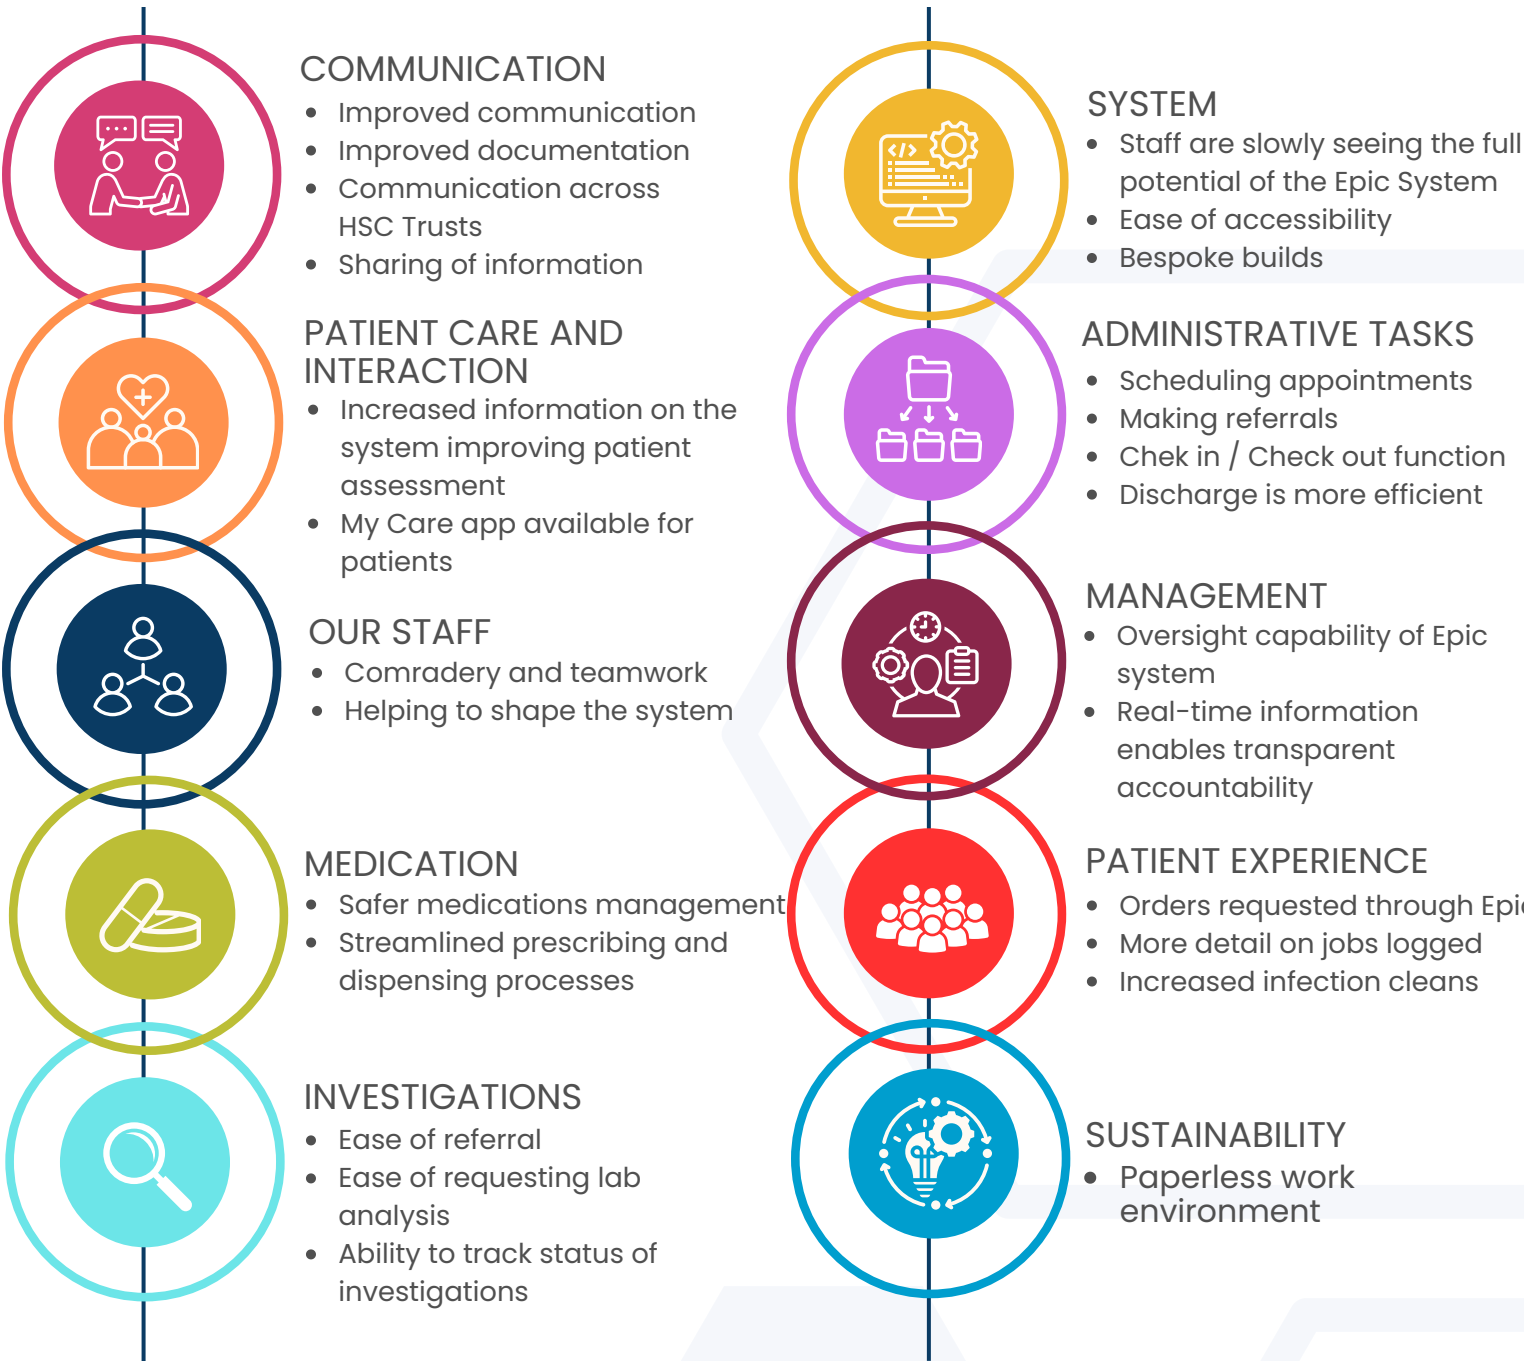 COMMUNICATION
• Improved communication
• Improved documentation
• Communication across
HSC Trusts
• Sharing of information
PATIENT CARE AND
INTERACTION
• Increased information on the
system improving patient
assessment
• My Care app available for
patients
OUR STAFF
• Comradery and teamwork
• Helping to shape the system
MEDICATION
• Safer medications management
• Streamlined prescribing and
dispensing processes
INVESTIGATIONS
• Ease of referral
• Ease of requesting lab
analysis
• Ability to track status of
investigations
SYSTEM
• Staff are slowly seeing the full
potential of the Epic System
• Ease of accessibility
• Bespoke builds
ADMINISTRATIVE TASKS
• Scheduling appointments
• Making referrals
• Chek in / Check out function
• Discharge is more efficient
MANAGEMENT
• Oversight capability of Epic
system
• Real-time information
enables transparent
accountability
PATIENT EXPERIENCE
• Orders requested through Epic
• More detail on jobs logged
• Increased infection cleans
SUSTAINABILITY
• Paperless work
environment